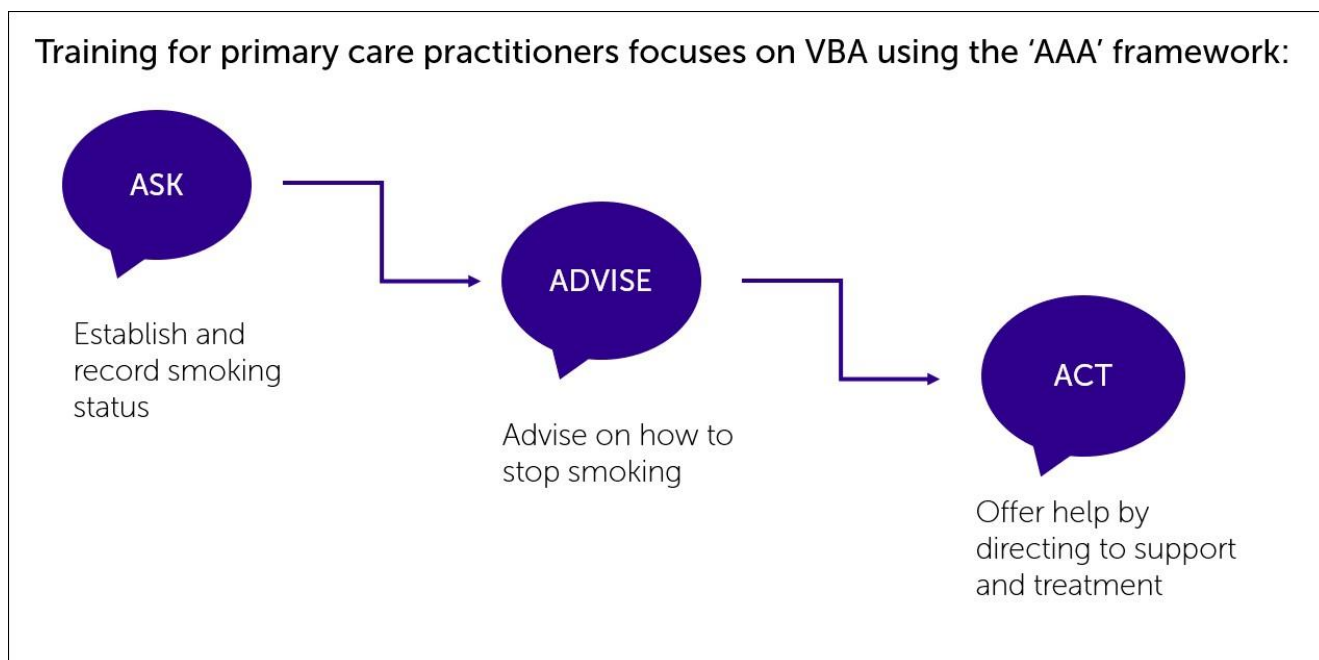 Training for primary care practitioners focuses on VBA using the ‘AAA’ framework:
ASK
Establish and
record smoking
status
ADVISE
Advise on how to
stop smoking
ACT
Offer help by
directing to support
and treatment